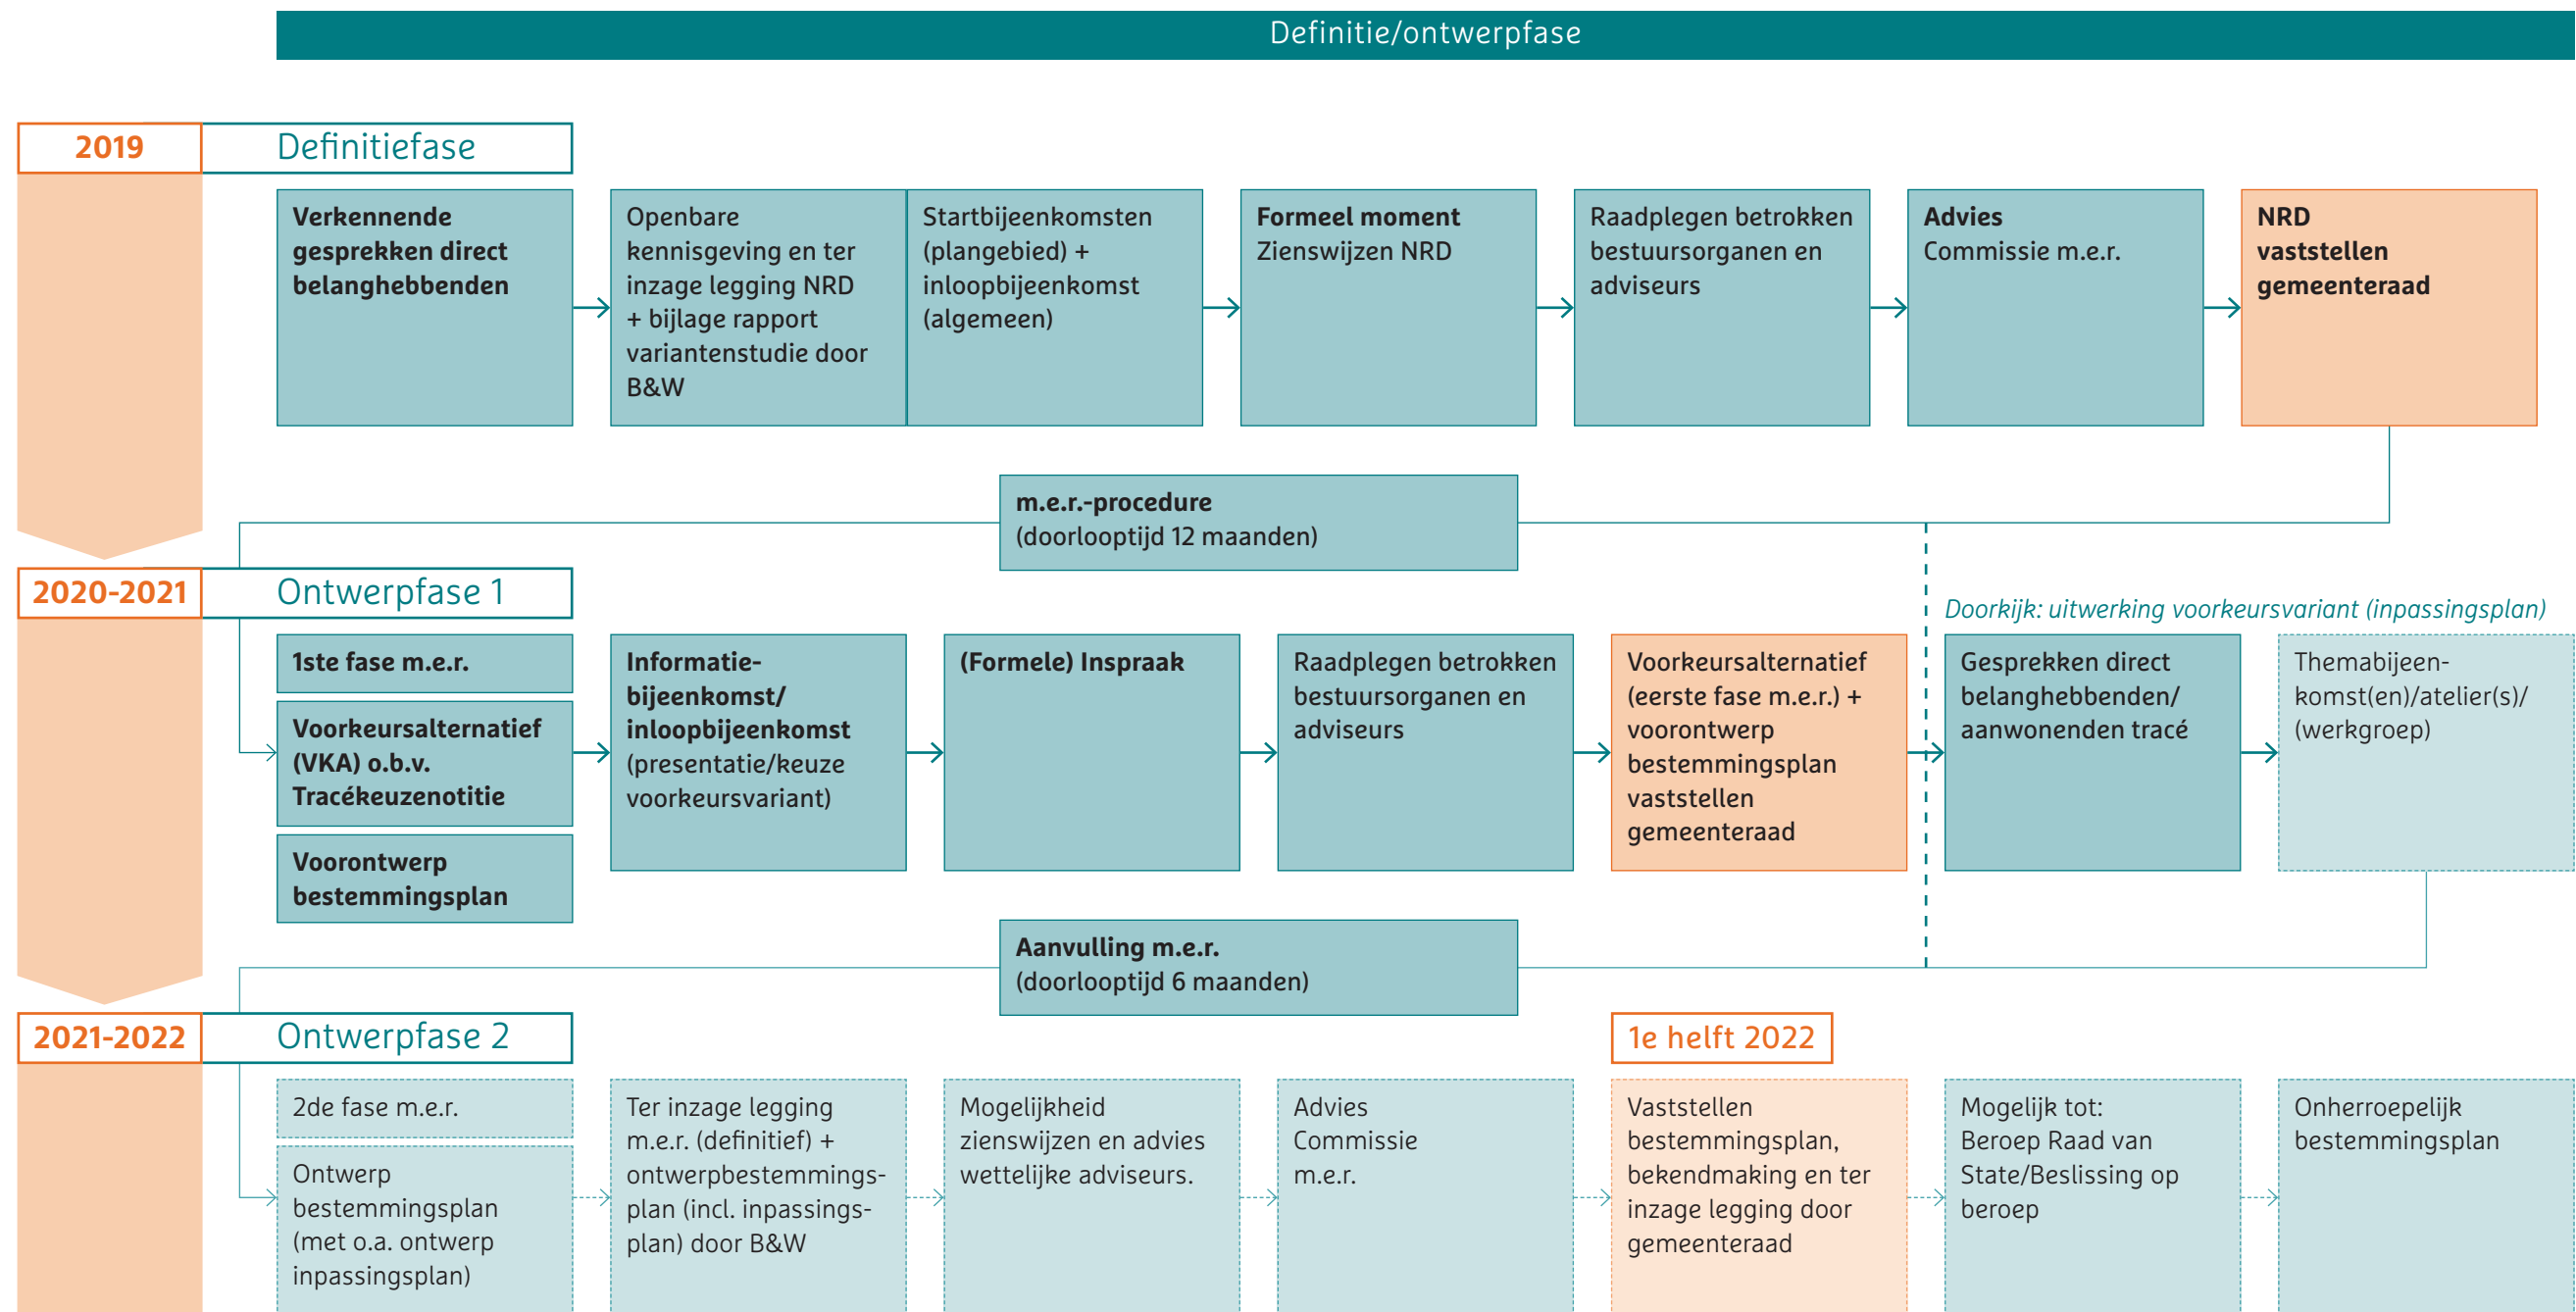 Definitie/ontwerpfase
2019
Definitiefase
Verkennende
gesprekken direct
belanghebbenden
Openbare
kennisgeving en ter
inzage legging NRD
+ bijlage rapport
variantenstudie door
B&W
Startbijeenkomsten
(plangebied) +
inloopbijeenkomst
(algemeen)
Formeel moment
Zienswijzen NRD
Raadplegen betrokken
bestuursorganen en
adviseurs
Advies
Commissie m.e.r.
NRD
vaststellen
gemeenteraad
m.e.r.-procedure
(doorlooptijd 12 maanden)
2020-2021
Ontwerpfase 1
Doorkijk: uitwerking voorkeursvariant (inpassingsplan)
1ste fase m.e.r.
Voorkeursalternatief
(VKA) o.b.v.
Tracékeuzenotitie
Voorontwerp
bestemmingsplan
Informatie-
bijeenkomst/
inloopbijeenkomst
(presentatie/keuze
voorkeursvariant)
(Formele) Inspraak
Raadplegen betrokken
bestuursorganen en
adviseurs
Voorkeursalternatief
(eerste fase m.e.r.) +
voorontwerp
bestemmingsplan
vaststellen
gemeenteraad
Gesprekken direct
belanghebbenden/
aanwonenden tracé
Themabijeen-
komst(en)/atelier(s)/
(werkgroep)
Aanvulling m.e.r.
(doorlooptijd 6 maanden)
2021-2022
Ontwerpfase 2
1e helft 2022
2de fase m.e.r.
Ontwerp
bestemmingsplan
(met o.a. ontwerp
inpassingsplan)
Ter inzage legging
m.e.r. (definitief) +
ontwerpbestemmings-
plan (incl. inpassings-
plan) door B&W
Mogelijkheid
zienswijzen en advies
wettelijke adviseurs.
Advies
Commissie
m.e.r.
Vaststellen
bestemmingsplan,
bekendmaking en ter
inzage legging door
gemeenteraad
Mogelijk tot:
Beroep Raad van
State/Beslissing op
beroep
Onherroepelijk
bestemmingsplan